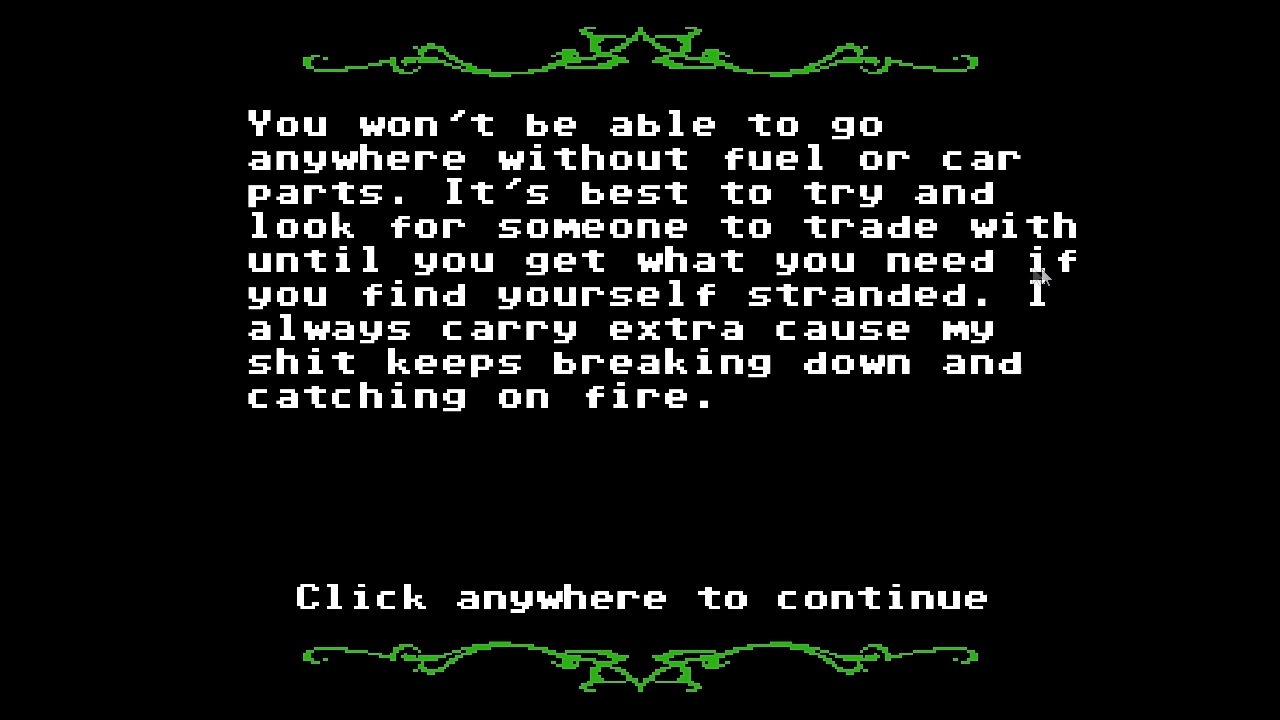 You won't be able to go
anywhere without fuel or car
parts. It's best to try and
look for someone to trade with
until you get what you need if
you find yourself stranded. I
always carry extra cause my
shit keeps breaking down and
catching on fire.
Click anywhere to continue